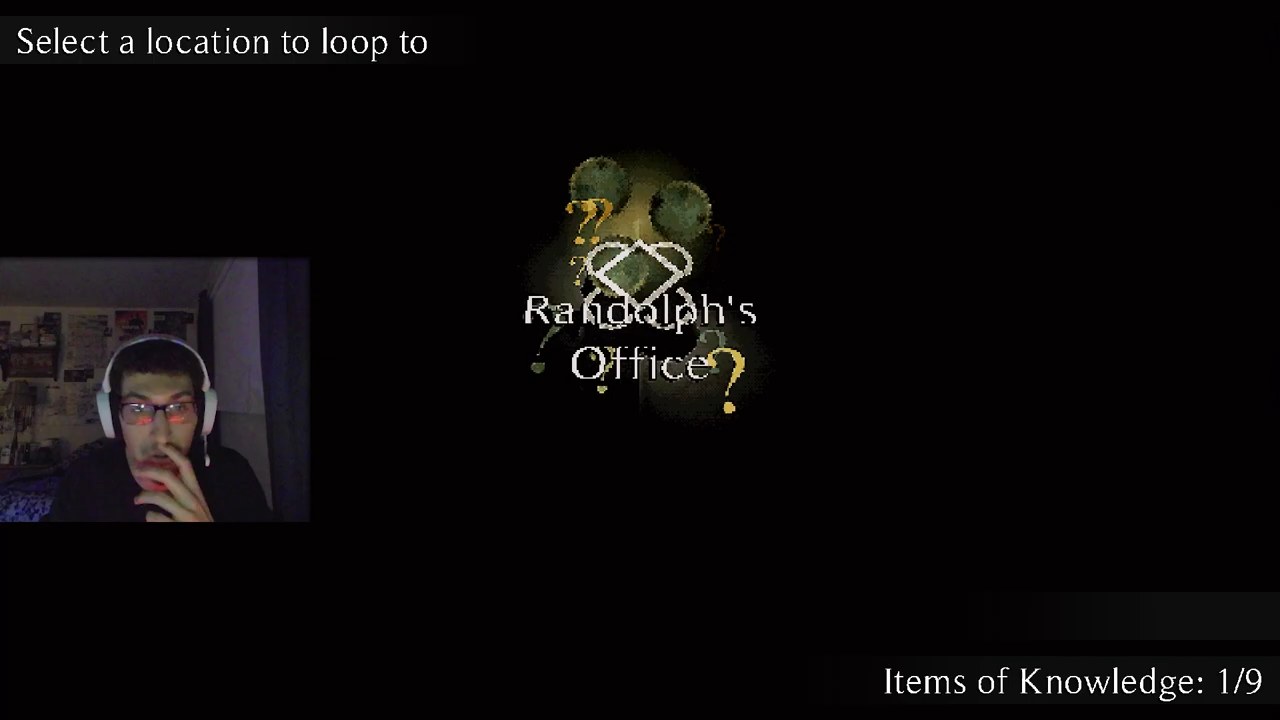 Select a location to loop to
??
?
?
Randolph's
? ?
Office ?
Items of Knowledge: 1/9